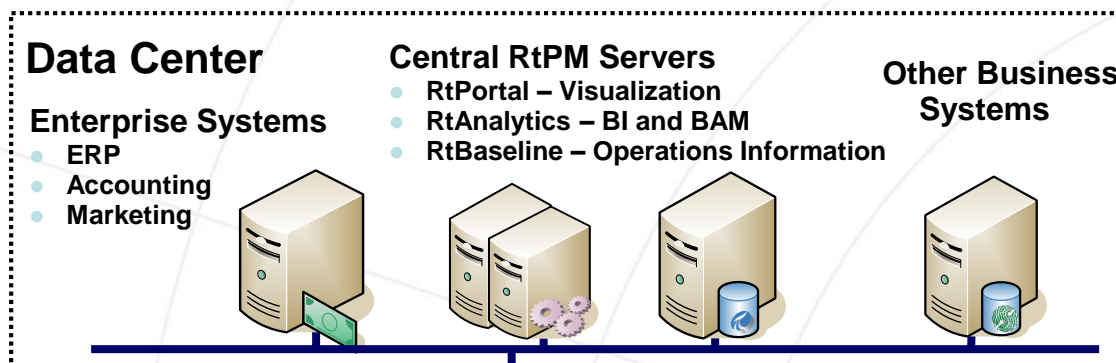 Data Center
Enterprise Systems
ERP
Accounting
Marketing
Central RtPM Servers
RtPortal – Visualization
RtAnalytics – BI and BAM
RtBaseline – Operations Information
Other Business
Systems